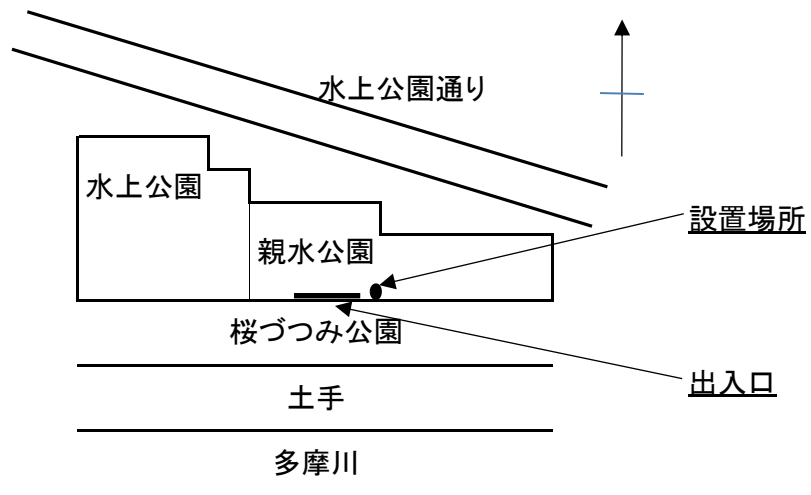 水上公園通り
水上公園
設置場所
親水公園
桜づつみ公園
出入口
土手
多摩川